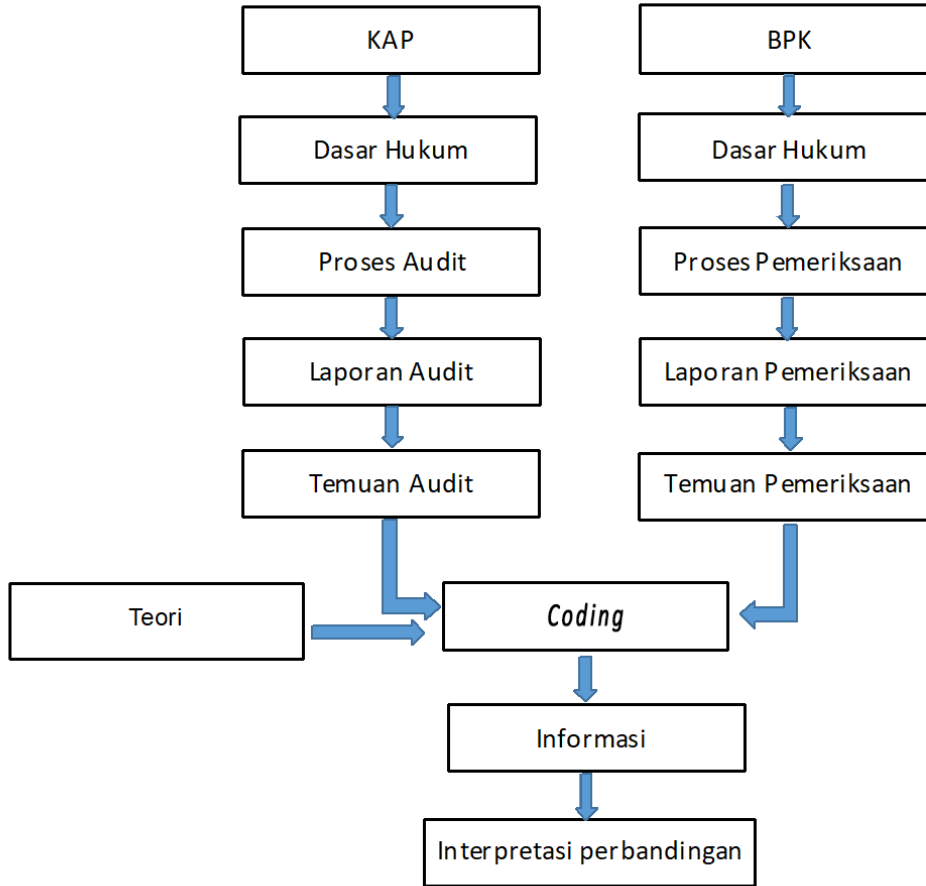 KAP
BPK
Dasar Hukum
Dasar Hukum
Proses Audit
Proses Pemeriksaan
Laporan Audit
Laporan Pemeriksaan
Temuan Audit
Temuan Pemeriksaan
Teori
Coding
Informasi
Interpretasi perbandingan